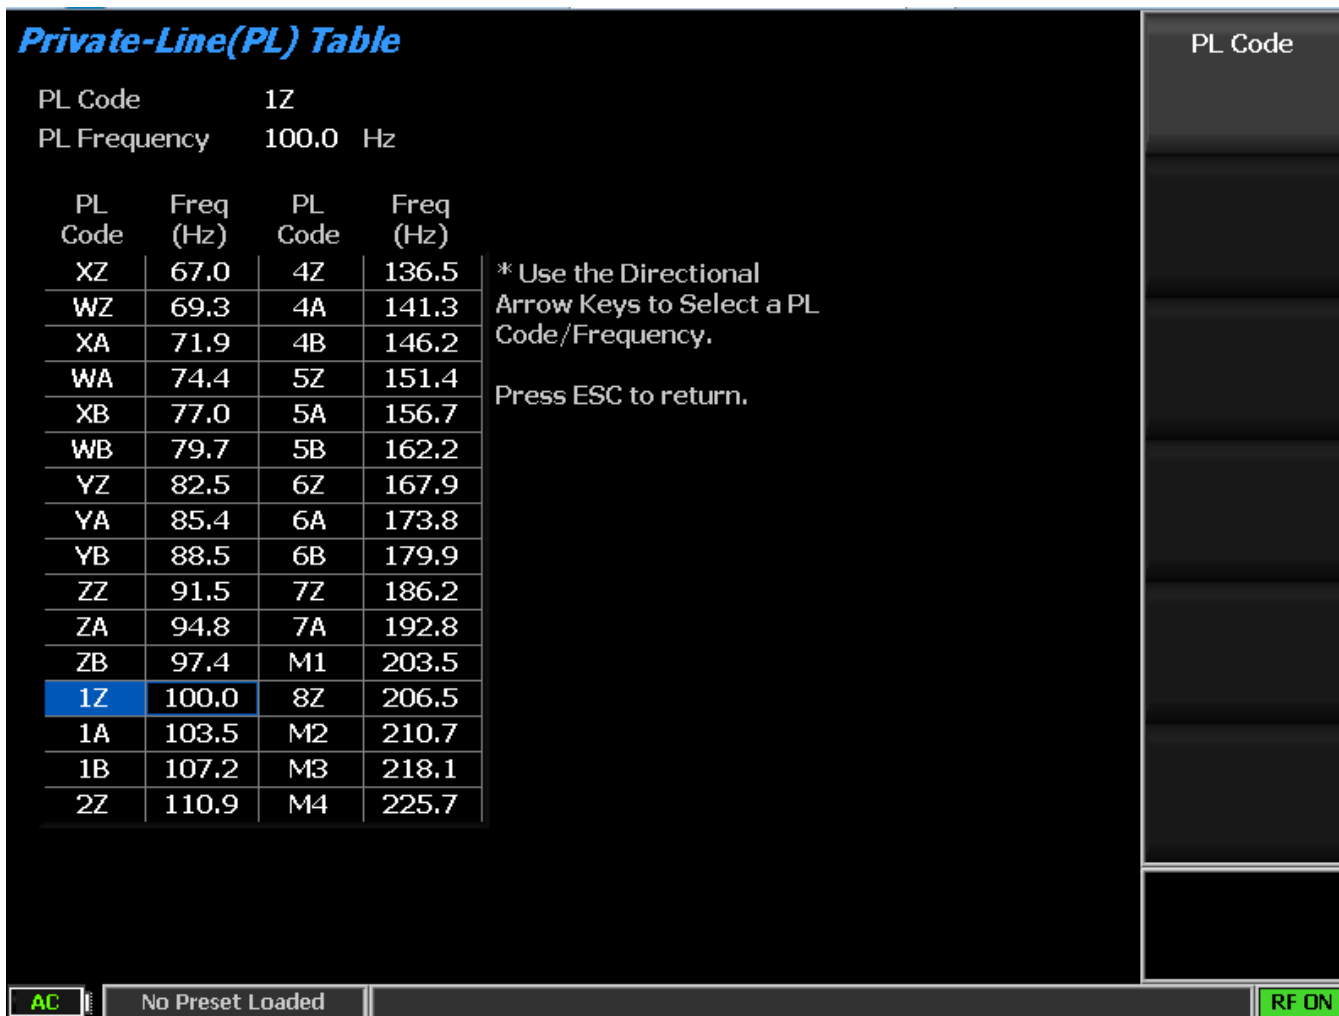 Private-Line(PL) Table
PL Code
PL Code 1Z
PL Frequency 100.0 Hz
PL Freq PL Freq
Code (Hz) Code (Hz)
XZ 67.0 4Z 136.5
WZ 69.3 4A 141.3
XA 71.9 4B 146.2
WA 74.4 5Z 151.4
XB 77.0 5A 156.7
WB 79.7 5B 162.2
YZ 82.5 6Z 167.9
YA 85.4 6A 173.8
YB 88.5 6B 179.9
ZZ 91.5 7Z 186.2
ZA 94.8 7A 192.8
ZB 97.4 M1 203.5
1Z 100.0 8Z 206.5
1A 103.5 M2 210.7
1B 107.2 M3 218.1
2Z 110.9 M4 225.7
* Use the Directional
Arrow Keys to Select a PL
Code/Frequency.
Press ESC to return.
AC No Preset Loaded RF ON